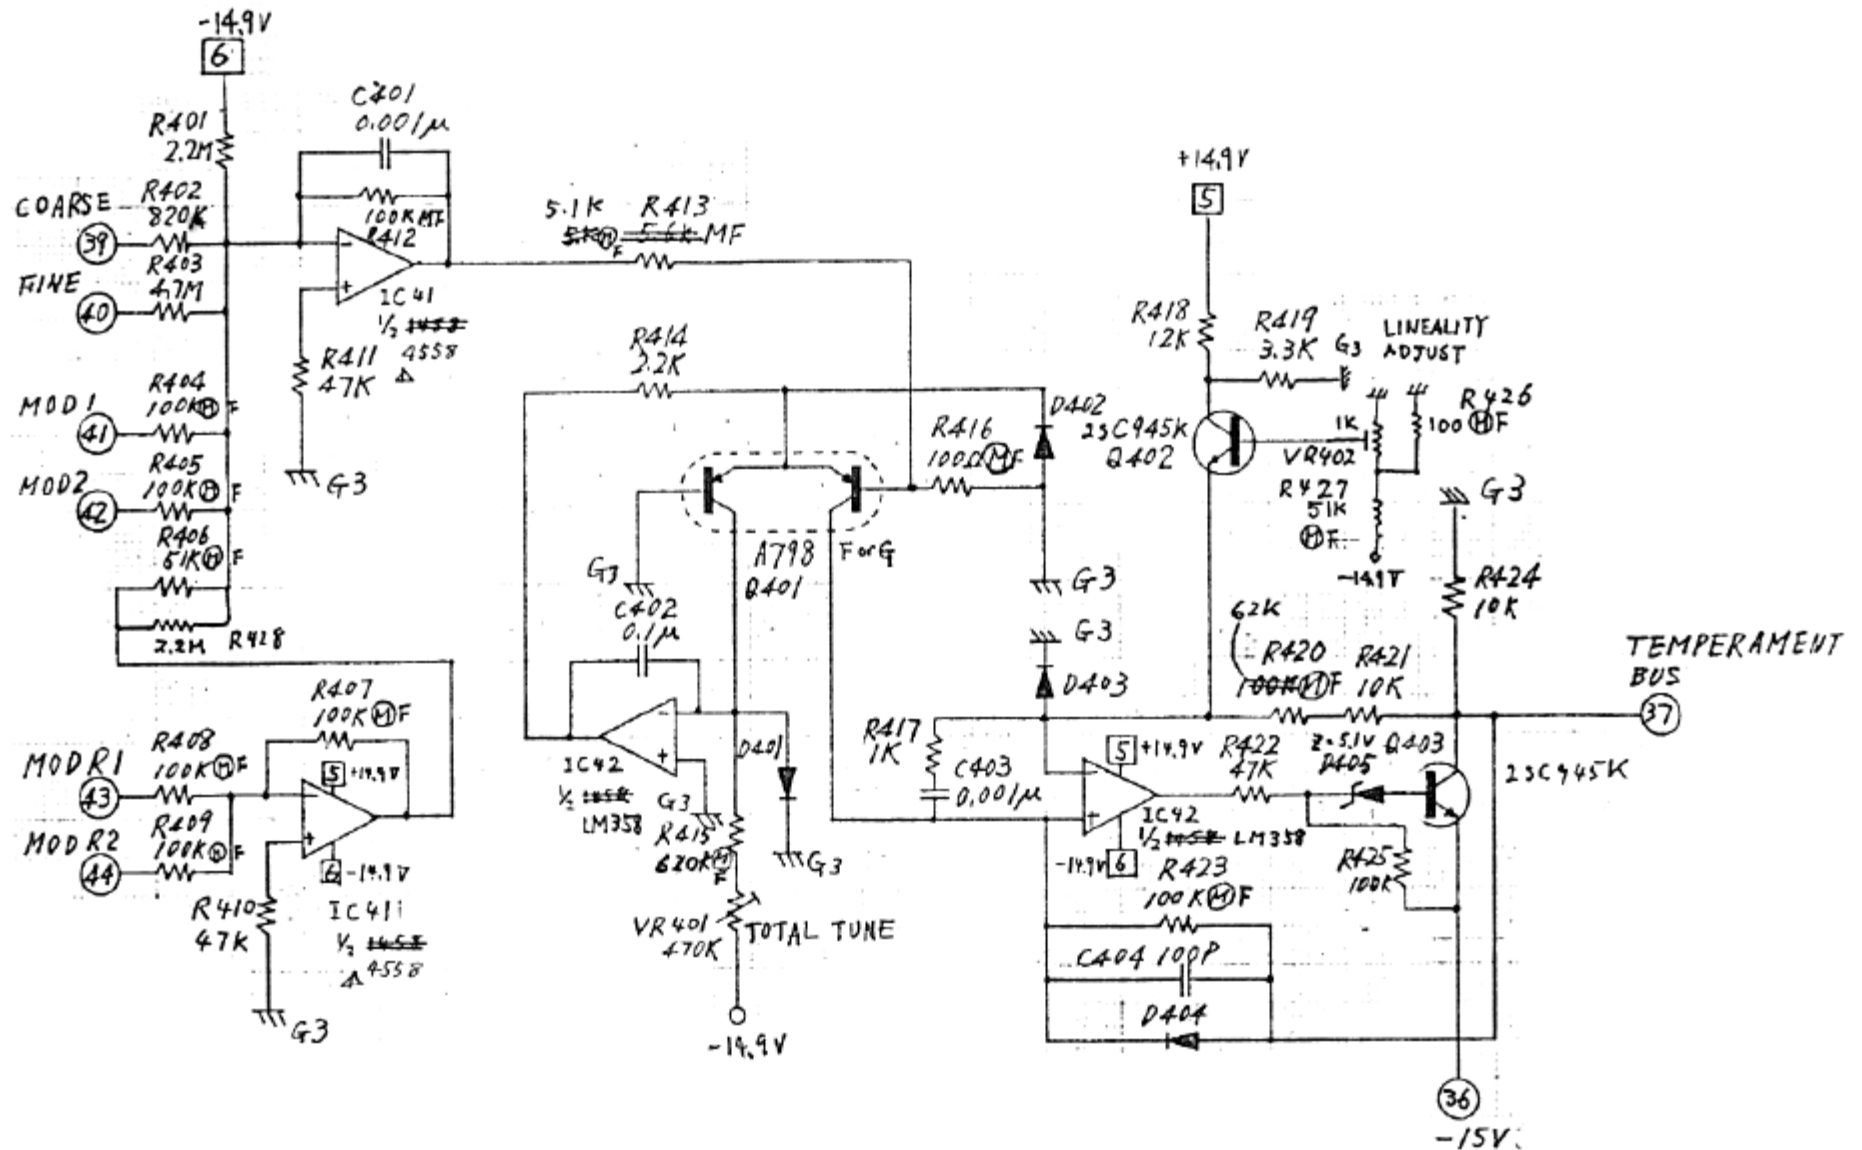 -14.9V
6
R401
2.2M
C401
0.001μ
COARSE
39
R402
820K
FINE
40
R403
4.7M
100K MF
R412
-
+
IC41
1/2 1458
4558
R411
47K
G3
5.1K
R413
5.6K MF
MOD1
41
R404
100K M F
MOD2
42
R405
100K M F
R406
51K M F
2.2M R428
R407
100K M F
MODR1
43
R408
100K M F
MODR2
44
R409
100K M F
5 +14.9V
-
+
6 -14.9V
R410
47K
IC41
1/2 1458
4558
G3
R414
2.2K
G3
A798
Q401
F or G
C402
0.1μ
-
+
IC42
1/2 1458
LM358
G3
D401
G3
R415
620K M
F
VR401
470K
TOTAL TUNE
-14.9V
R416
100Ω M F
D402
G3
G3
D403
R417
1K
C403
0.001μ
+14.9V
5
R418
12K
R419
3.3K
G3
LINEALITY
ADJUST
2SC945K
Q402
1K
VR402
R426
100 M F
R427
51K
M F
-14.9V
G3
R424
10K
62K
R420
100K M F
R421
10K
TEMPERAMENT
BUS
37
5 +14.9V
-
+
-14.9V 6
IC42
1/2 1458 LM358
R422
47K
Z=5.1V
D405
Q403
2SC945K
R425
100K
R423
100K M F
C404 100P
D404
36
-15V